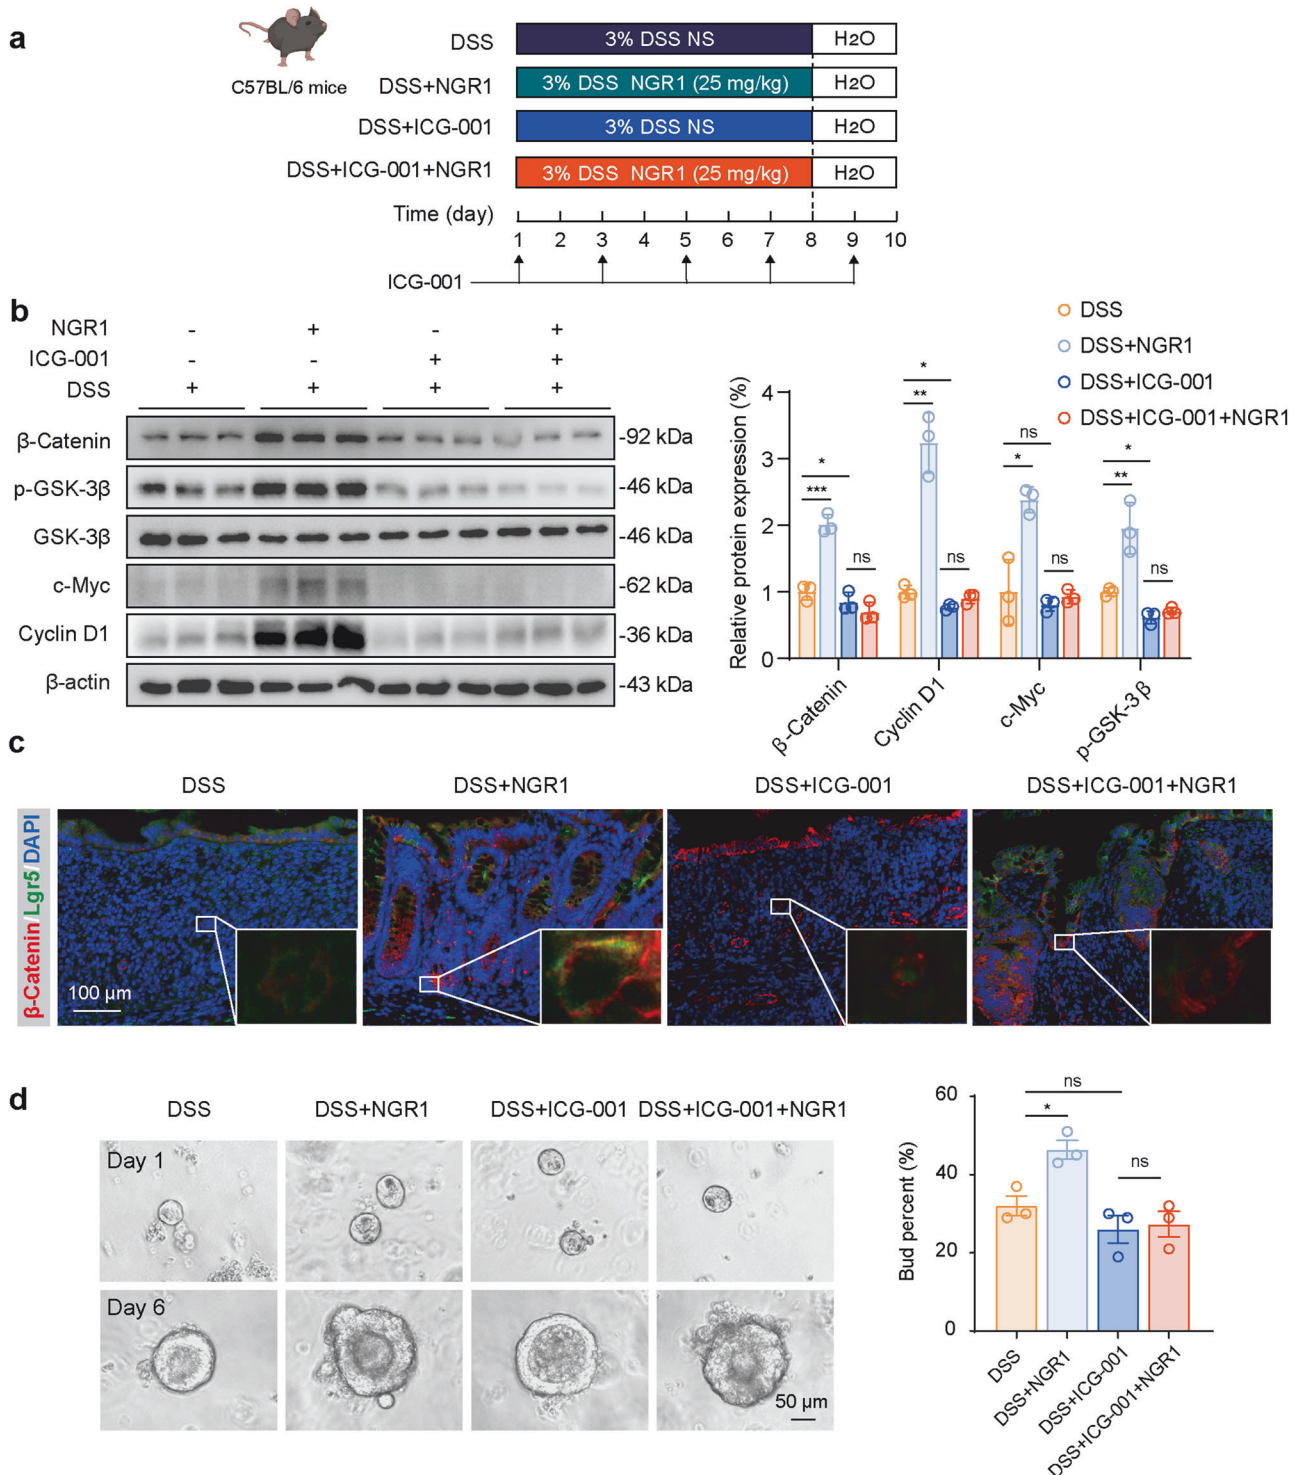 a
C57BL/6 mice
DSS
3% DSS NS
H2O
DSS+NGR1
3% DSS NGR1 (25 mg/kg)
H2O
DSS+ICG-001
3% DSS NS
H2O
DSS+ICG-001+NGR1
3% DSS NGR1 (25 mg/kg)
H2O
Time (day)
1 2 3 4 5 6 7 8 9 10
ICG-001
b
NGR1 - + - +
ICG-001 - - + +
DSS + + + +
β-Catenin -92 kDa
p-GSK-3β -46 kDa
GSK-3β -46 kDa
c-Myc -62 kDa
Cyclin D1 -36 kDa
β-actin -43 kDa
DSS
DSS+NGR1
DSS+ICG-001
DSS+ICG-001+NGR1
Relative protein expression (%)
4
3
2
1
0
* *** ns
* ** ns
ns * ns
* ** ns
β-Catenin
Cyclin D1
c-Myc
p-GSK-3β
c
DSS
DSS+NGR1
DSS+ICG-001
DSS+ICG-001+NGR1
β-Catenin/Lgr5/DAPI
100 μm
d
DSS
DSS+NGR1
DSS+ICG-001
DSS+ICG-001+NGR1
Day 1
Day 6
50 μm
Bud percent (%)
60
40
20
0
ns
*
ns
DSS
DSS+NGR1
DSS+ICG-001
DSS+ICG-001+NGR1